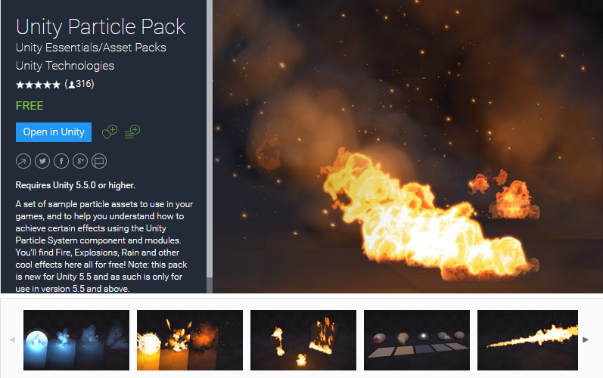 Unity Particle Pack
Unity Essentials/Asset Packs
Unity Technologies
★★★★★ (316)
FREE
Open in Unity
Requires Unity 5.5.0 or higher.
A set of sample particle assets to use in your
games, and to help you understand how to
achieve certain effects using the Unity
Particle System component and modules.
You'll find Fire, Explosions, Rain and other
cool effects here all for free! Note: this pack
is new for Unity 5.5 and as such is only for
use in version 5.5 and above.